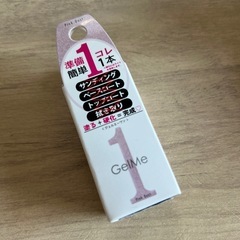 準備
簡単
1
コレ
1本
サンディング
ベースコート
トップコート
拭き取り
塗る＋硬化＝完成
GelMe
1